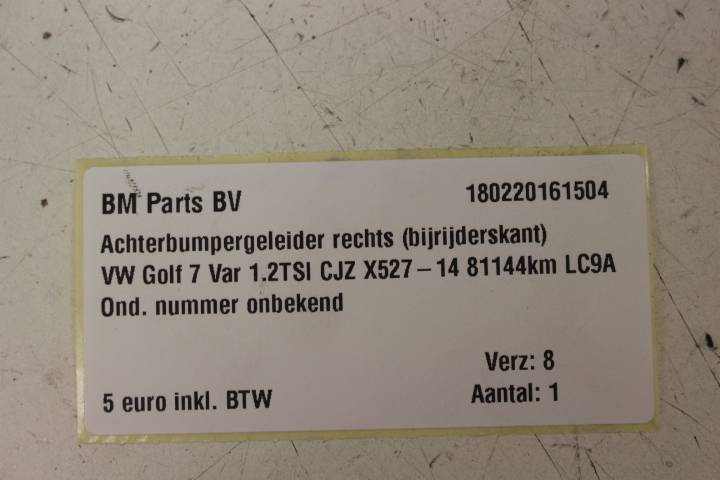 BM Parts BV 180220161504
Achterbumpergeleider rechts (bijrijderskant)
VW Golf 7 Var 1.2TSI CJZ X527-14 81144km LC9A
Ond. nummer onbekend
Verz: 8
5 euro inkl. BTW Aantal: 1